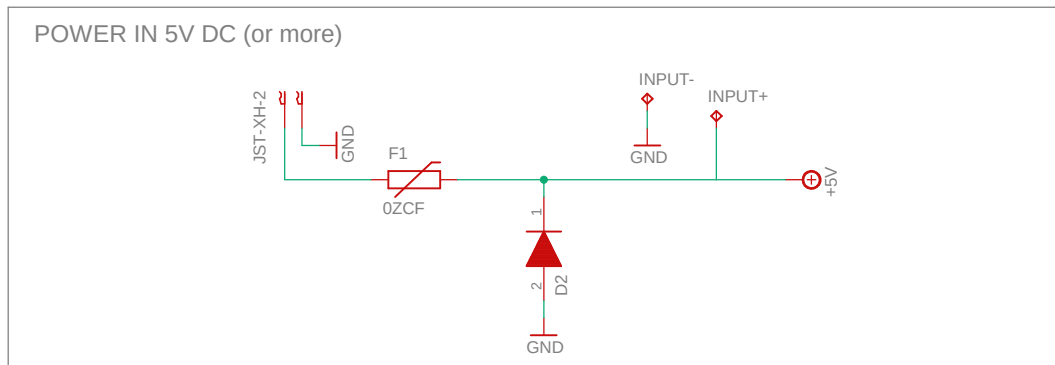 POWER IN 5V DC (or more)
INPUT-
INPUT+
JST-XH-2
GND
F1
GND
0ZCF
+5V
1
2
D2
GND